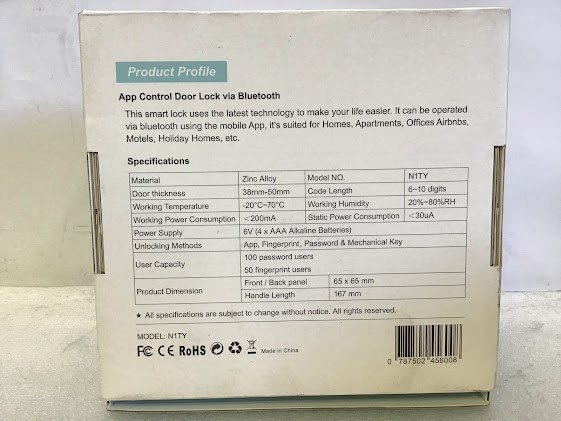 Product Profile
App Control Door Lock via Bluetooth
This smart lock uses the latest technology to make your life easier. It can be operated
via bluetooth using the mobile App, it's suited for Homes, Apartments, Offices Airbnbs,
Motels, Holiday Homes, etc.
Specifications
Material Zinc Alloy Model NO. N1TY
Door thickness 38mm-50mm Code Length 6~10 digits
Working Temperature -20°C~70°C Working Humidity 20%~80%RH
Working Power Consumption <200mA Static Power Consumption <30uA
Power Supply 6V (4 x AAA Alkaline Batteries)
Unlocking Methods App, Fingerprint, Password & Mechanical Key
User Capacity 100 password users
50 fingerprint users
Product Dimension Front / Back panel 65 x 65 mm
Handle Length 167 mm
★ All specifications are subject to change without notice. All rights reserved.
MODEL: N1TY
FC CE RoHS Made in China
0 787502 456008